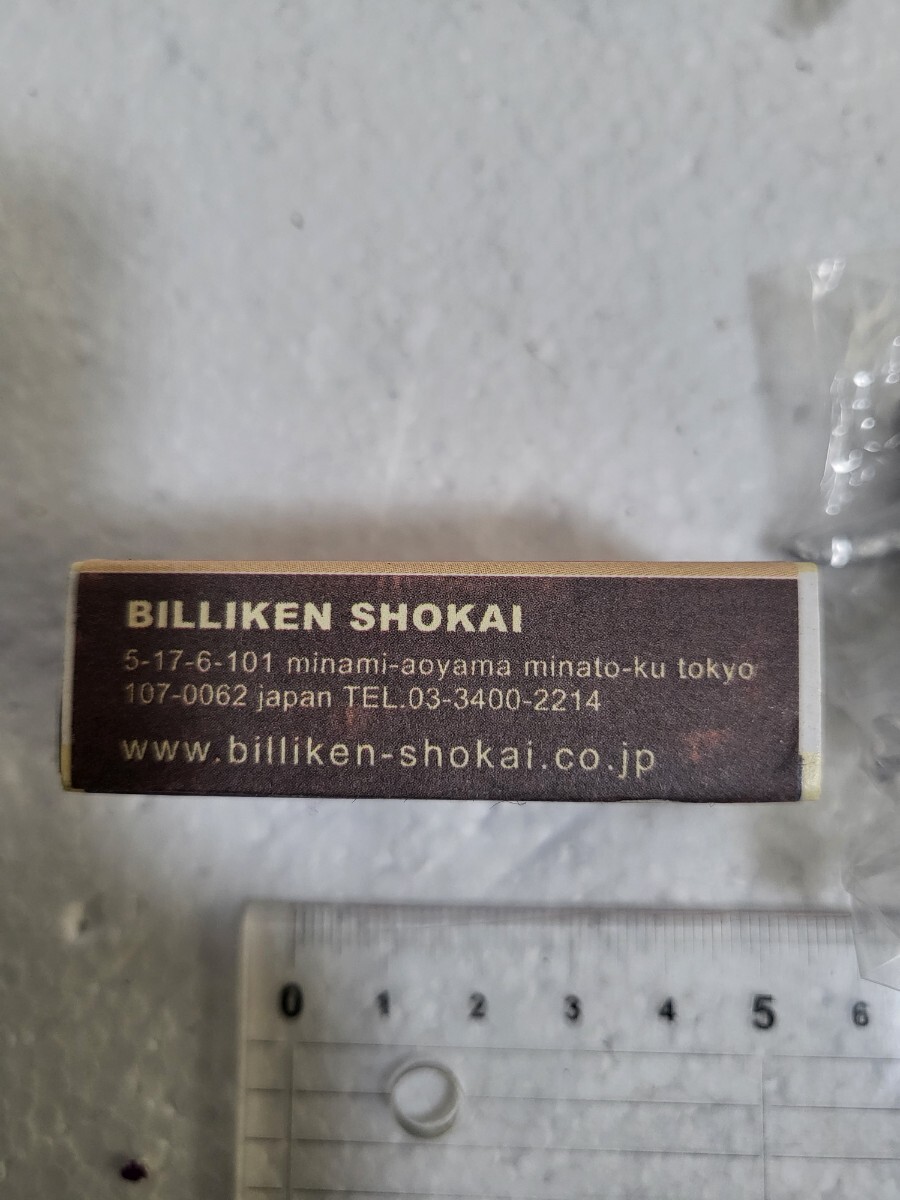 BILLIKEN SHOKAI
5-17-6-101 minami-aoyama minato-ku tokyo
107-0062 japan TEL.03-3400-2214
www.billiken-shokai.co.jp
0 1 2 3 4 5 6